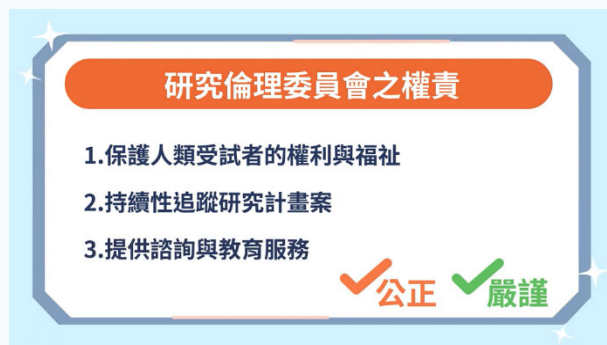 研究倫理委員會之權責
1.保護人類受試者的權利與福祉
2.持續性追蹤研究計畫案
3.提供諮詢與教育服務
公正 嚴謹